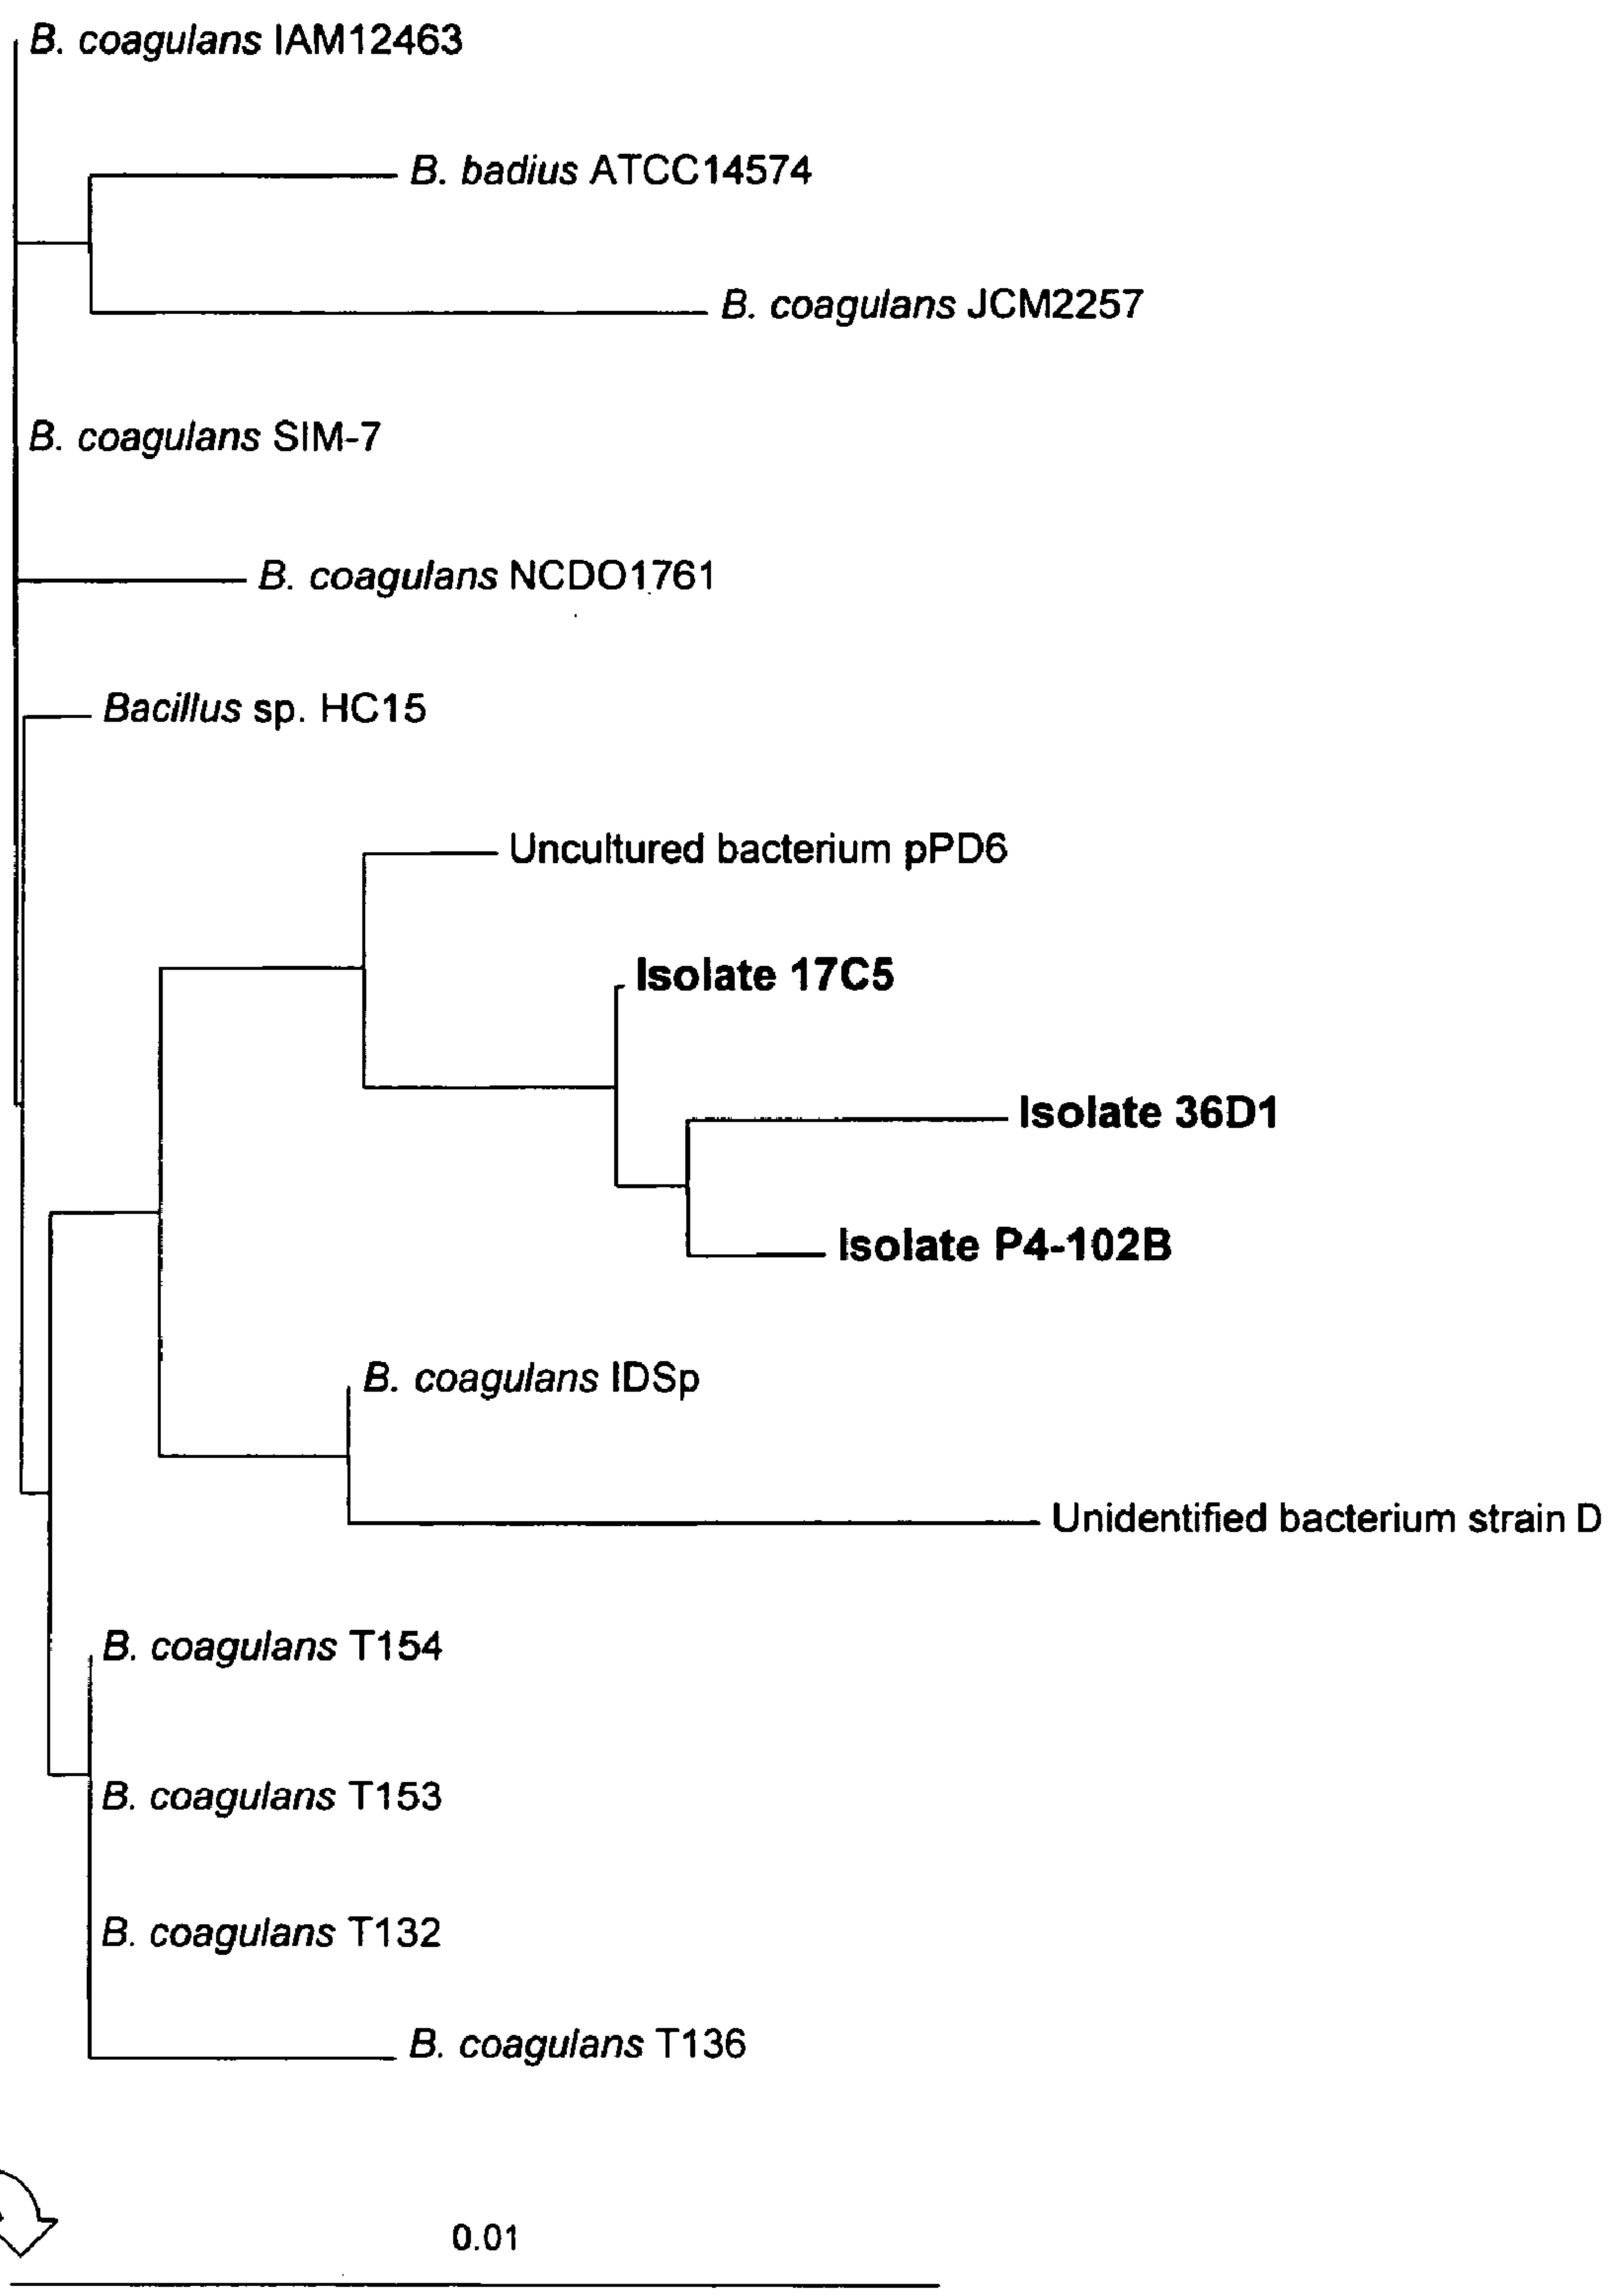 B. coagulans IAM12463
B. badius ATCC14574
B. coagulans JCM2257
B. coagulans SIM-7
B. coagulans NCDO1761
Bacillus sp. HC15
Uncultured bacterium pPD6
Isolate 17C5
Isolate 36D1
Isolate P4-102B
B. coagulans IDSp
Unidentified bacterium strain D
B. coagulans T154
B. coagulans T153
B. coagulans T132
B. coagulans T136
0.01